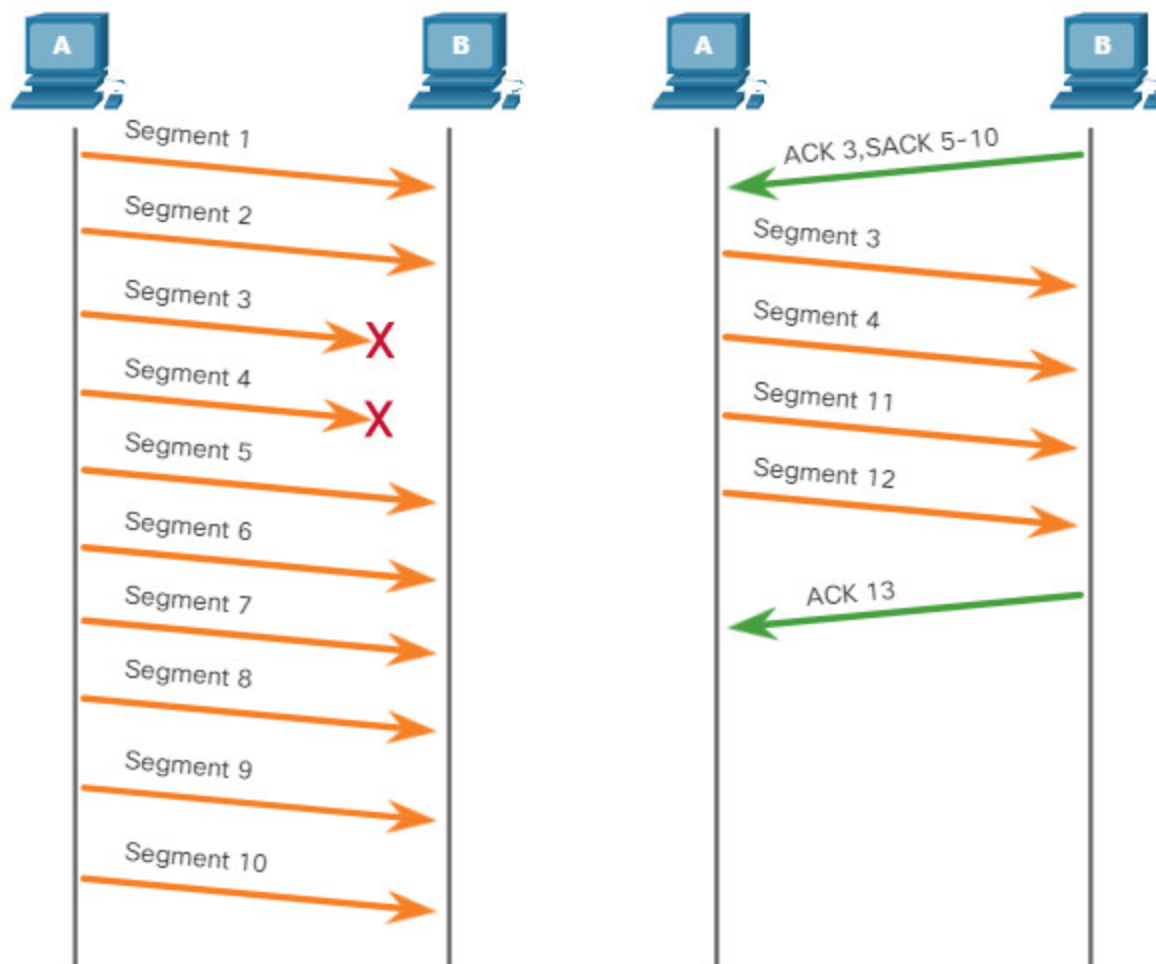 A
B
Segment 1
Segment 2
Segment 3
X
Segment 4
X
Segment 5
Segment 6
Segment 7
Segment 8
Segment 9
Segment 10
A
B
ACK 3,SACK 5-10
Segment 3
Segment 4
Segment 11
Segment 12
ACK 13